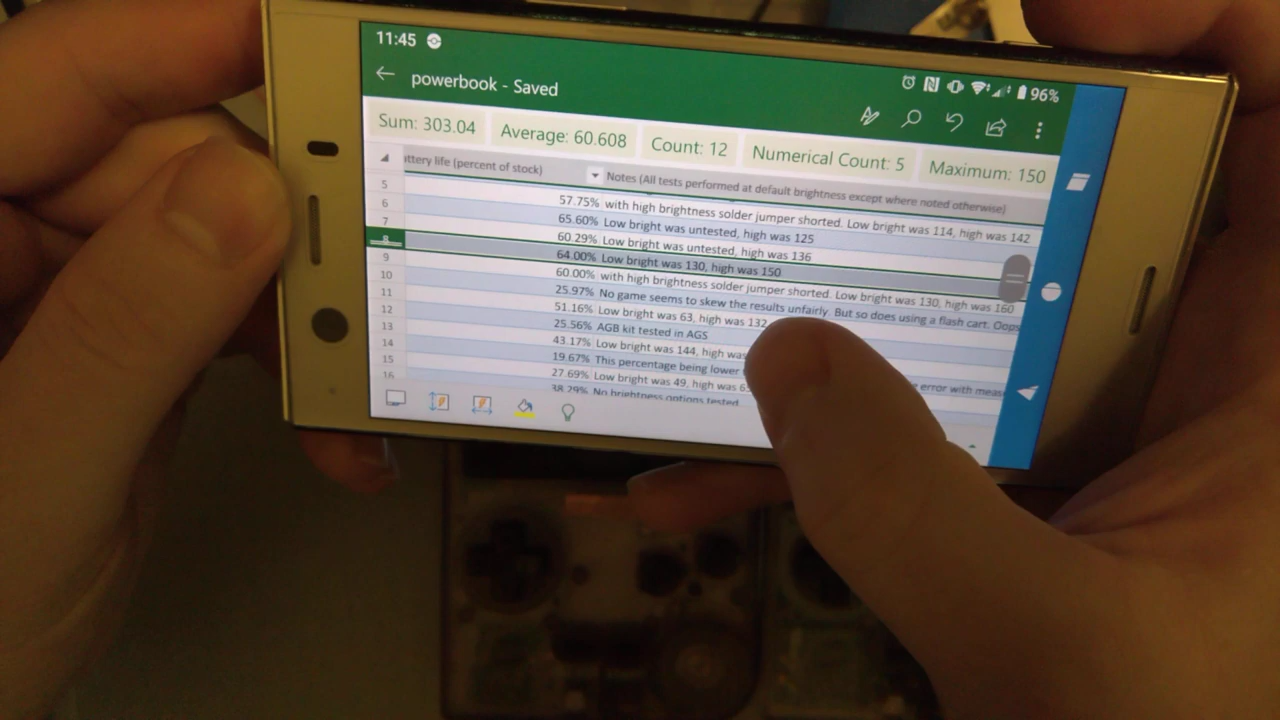 11:45 96%
powerbook - Saved
Sum: 303.04 Average: 60.608 Count: 12 Numerical Count: 5 Maximum: 150
ttery life (percent of stock) Notes (All tests performed at default brightness except where noted otherwise)
5
6 57.75% with high brightness solder jumper shorted. Low bright was 114, high was 142
7 65.60% Low bright was untested, high was 125
8 60.29% Low bright was untested, high was 136
9 64.00% Low bright was 130, high was 150
10 60.00% with high brightness solder jumper shorted. Low bright was 130, high was 160
11 25.97% No game seems to skew the results unfairly. But so does using a flash cart. Oops
12 51.16% Low bright was 63, high was 132
13 25.56% AGB kit tested in AGS
14 43.17% Low bright was 144, high was
15 19.67% This percentage being lower error with meas
16 27.69% Low bright was 49, high was 6
38.29% No brightness options tested.